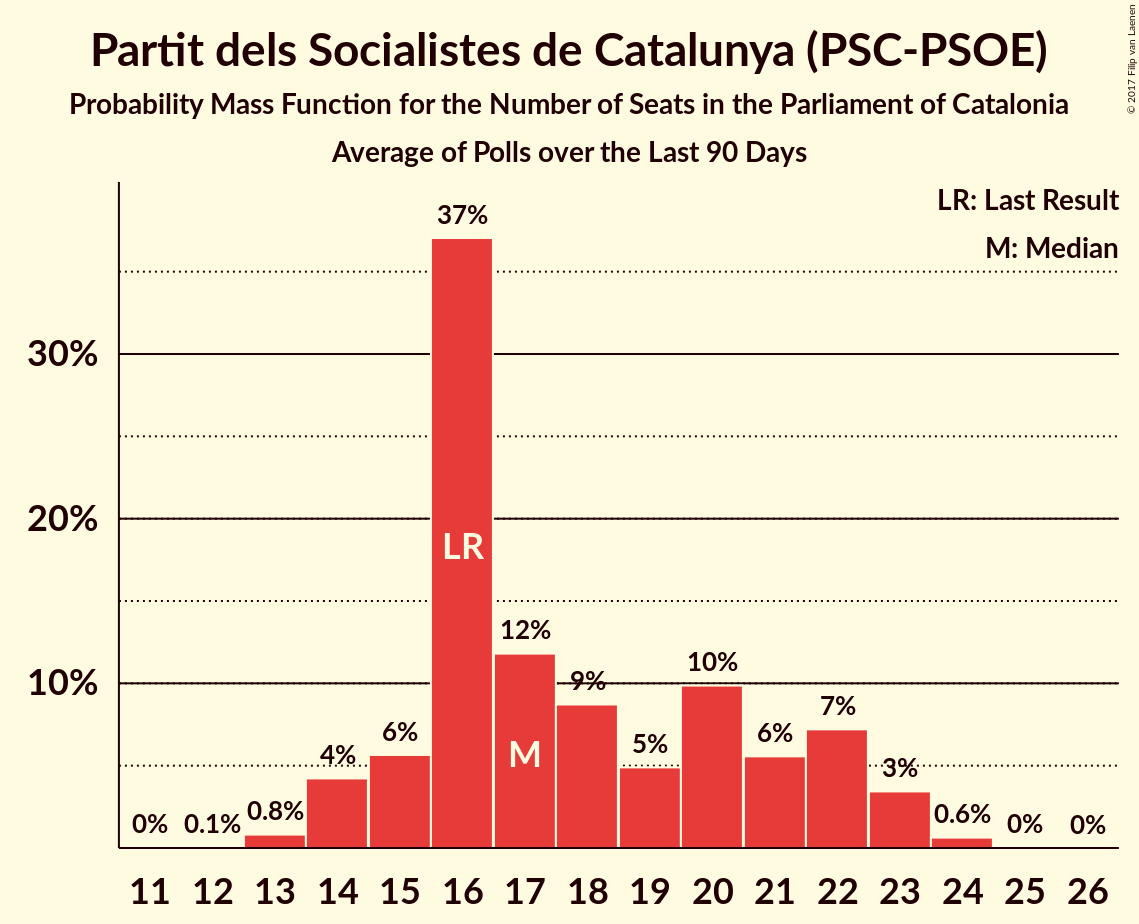 Partit dels Socialistes de Catalunya (PSC-PSOE)
Probability Mass Function for the Number of Seats in the Parliament of Catalonia
Average of Polls over the Last 90 Days
© 2017 Filip van Laenen
LR: Last Result
M: Median
30%
20%
10%
0% 0.1% 0.8% 4% 6% 37% 12% 9% 5% 10% 6% 7% 3% 0.6% 0% 0%
LR
M
11 12 13 14 15 16 17 18 19 20 21 22 23 24 25 26